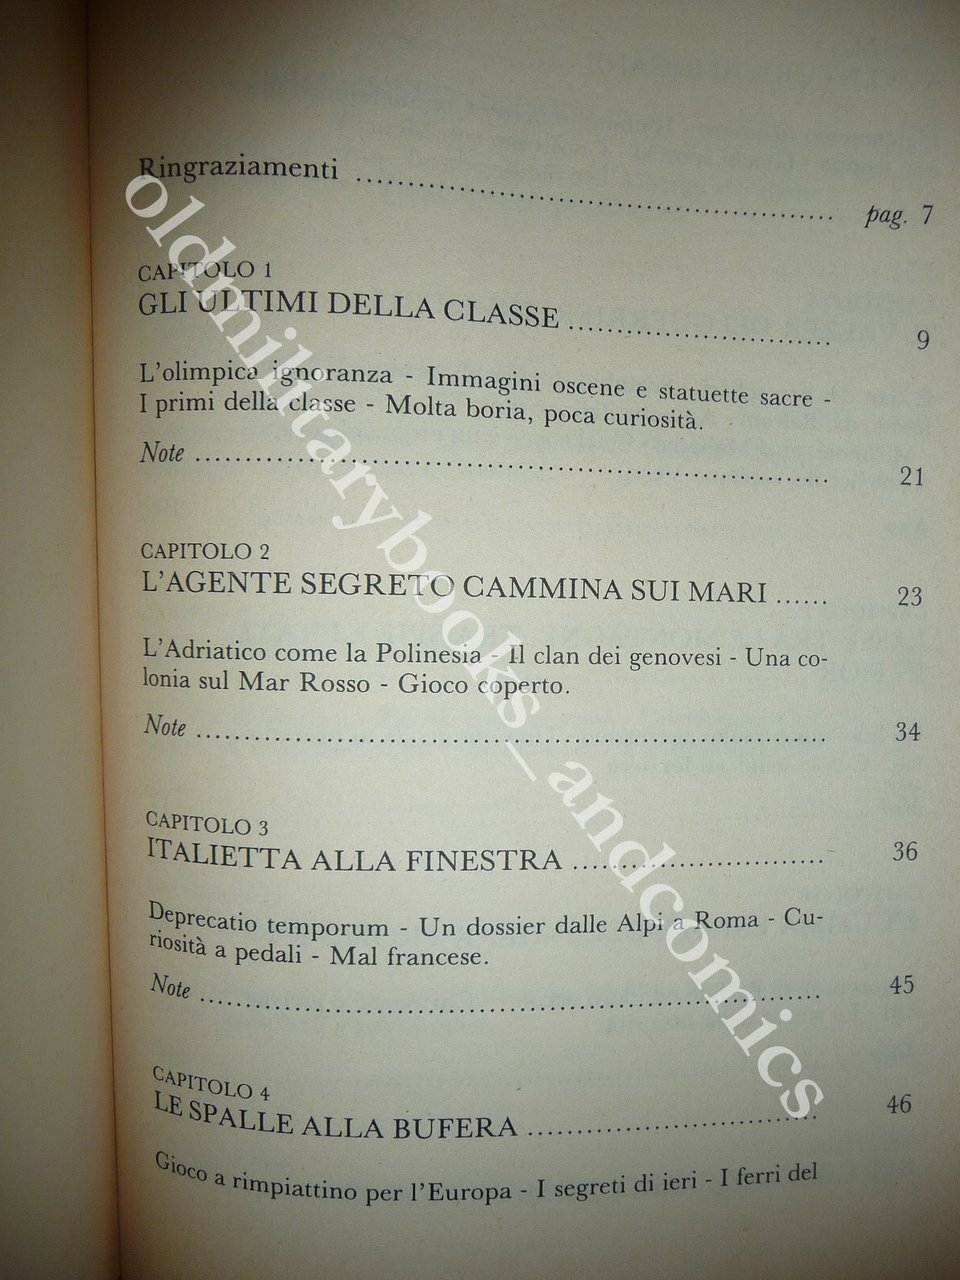 Ringraziamenti ........................................ pag. 7
CAPITOLO 1
GLI ULTIMI DELLA CLASSE ........................... 9
L'olimpica ignoranza - Immagini oscene e statuette sacre -
I primi della classe - Molta boria, poca curiosità.
Note ........................................ 21
CAPITOLO 2
L'AGENTE SEGRETO CAMMINA SUI MARI ...... 23
L'Adriatico come la Polinesia - Il clan dei genovesi - Una co-
lonia sul Mar Rosso - Gioco coperto.
Note ........................................ 34
CAPITOLO 3
ITALIETTA ALLA FINESTRA ........................... 36
Deprecatio temporum - Un dossier dalle Alpi a Roma - Cu-
riosità a pedali - Mal francese.
Note ........................................ 45
CAPITOLO 4
LE SPALLE ALLA BUFERA ........................... 46
Gioco a rimpiattino per l'Europa - I segreti di ieri - I ferri del
oldmilitarybooks_andcomics